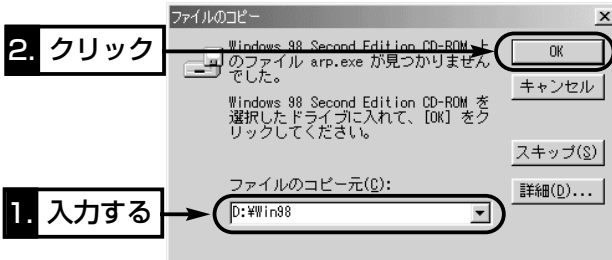 ファイルのコピー
2. クリック
Windows 98 Second Edition CD-ROM 上
のファイル arp.exe が見つかりません
でした。
Windows 98 Second Edition CD-ROM を
選択したドライブに入れて、[OK] をク
リックしてください。
OK
キャンセル
スキップ(S)
詳細(D)...
ファイルのコピー元(C):
1. 入力する
D:¥Win98